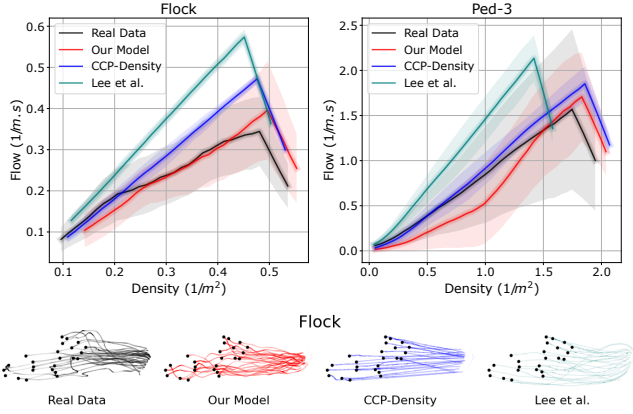 Flock
Real Data
Our Model
CCP-Density
Lee et al.
Flow (1/m.s)
0.6
0.5
0.4
0.3
0.2
0.1
0.1
0.2
0.3
0.4
0.5
Density (1/m²)
Ped-3
Real Data
Our Model
CCP-Density
Lee et al.
Flow (1/m.s)
2.5
2.0
1.5
1.0
0.5
0.0
0.0
0.5
1.0
1.5
2.0
Density (1/m²)
Flock
Real Data
Our Model
CCP-Density
Lee et al.